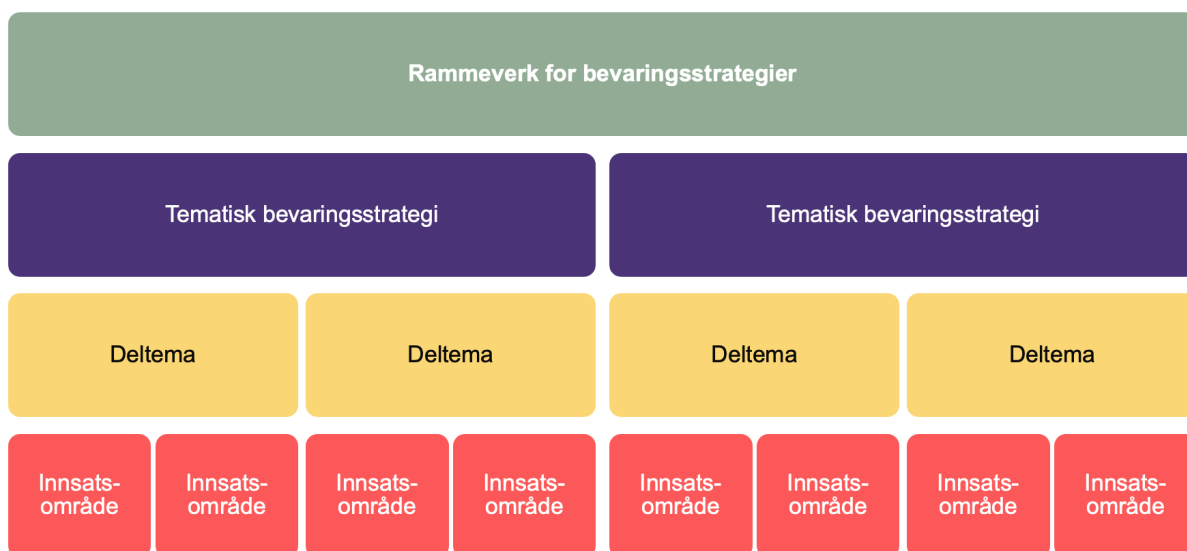 Rammeverk for bevaringsstrategier
Tematisk bevaringsstrategi
Tematisk bevaringsstrategi
Deltema
Deltema
Deltema
Deltema
Innsats-
område
Innsats-
område
Innsats-
område
Innsats-
område
Innsats-
område
Innsats-
område
Innsats-
område
Innsats-
område